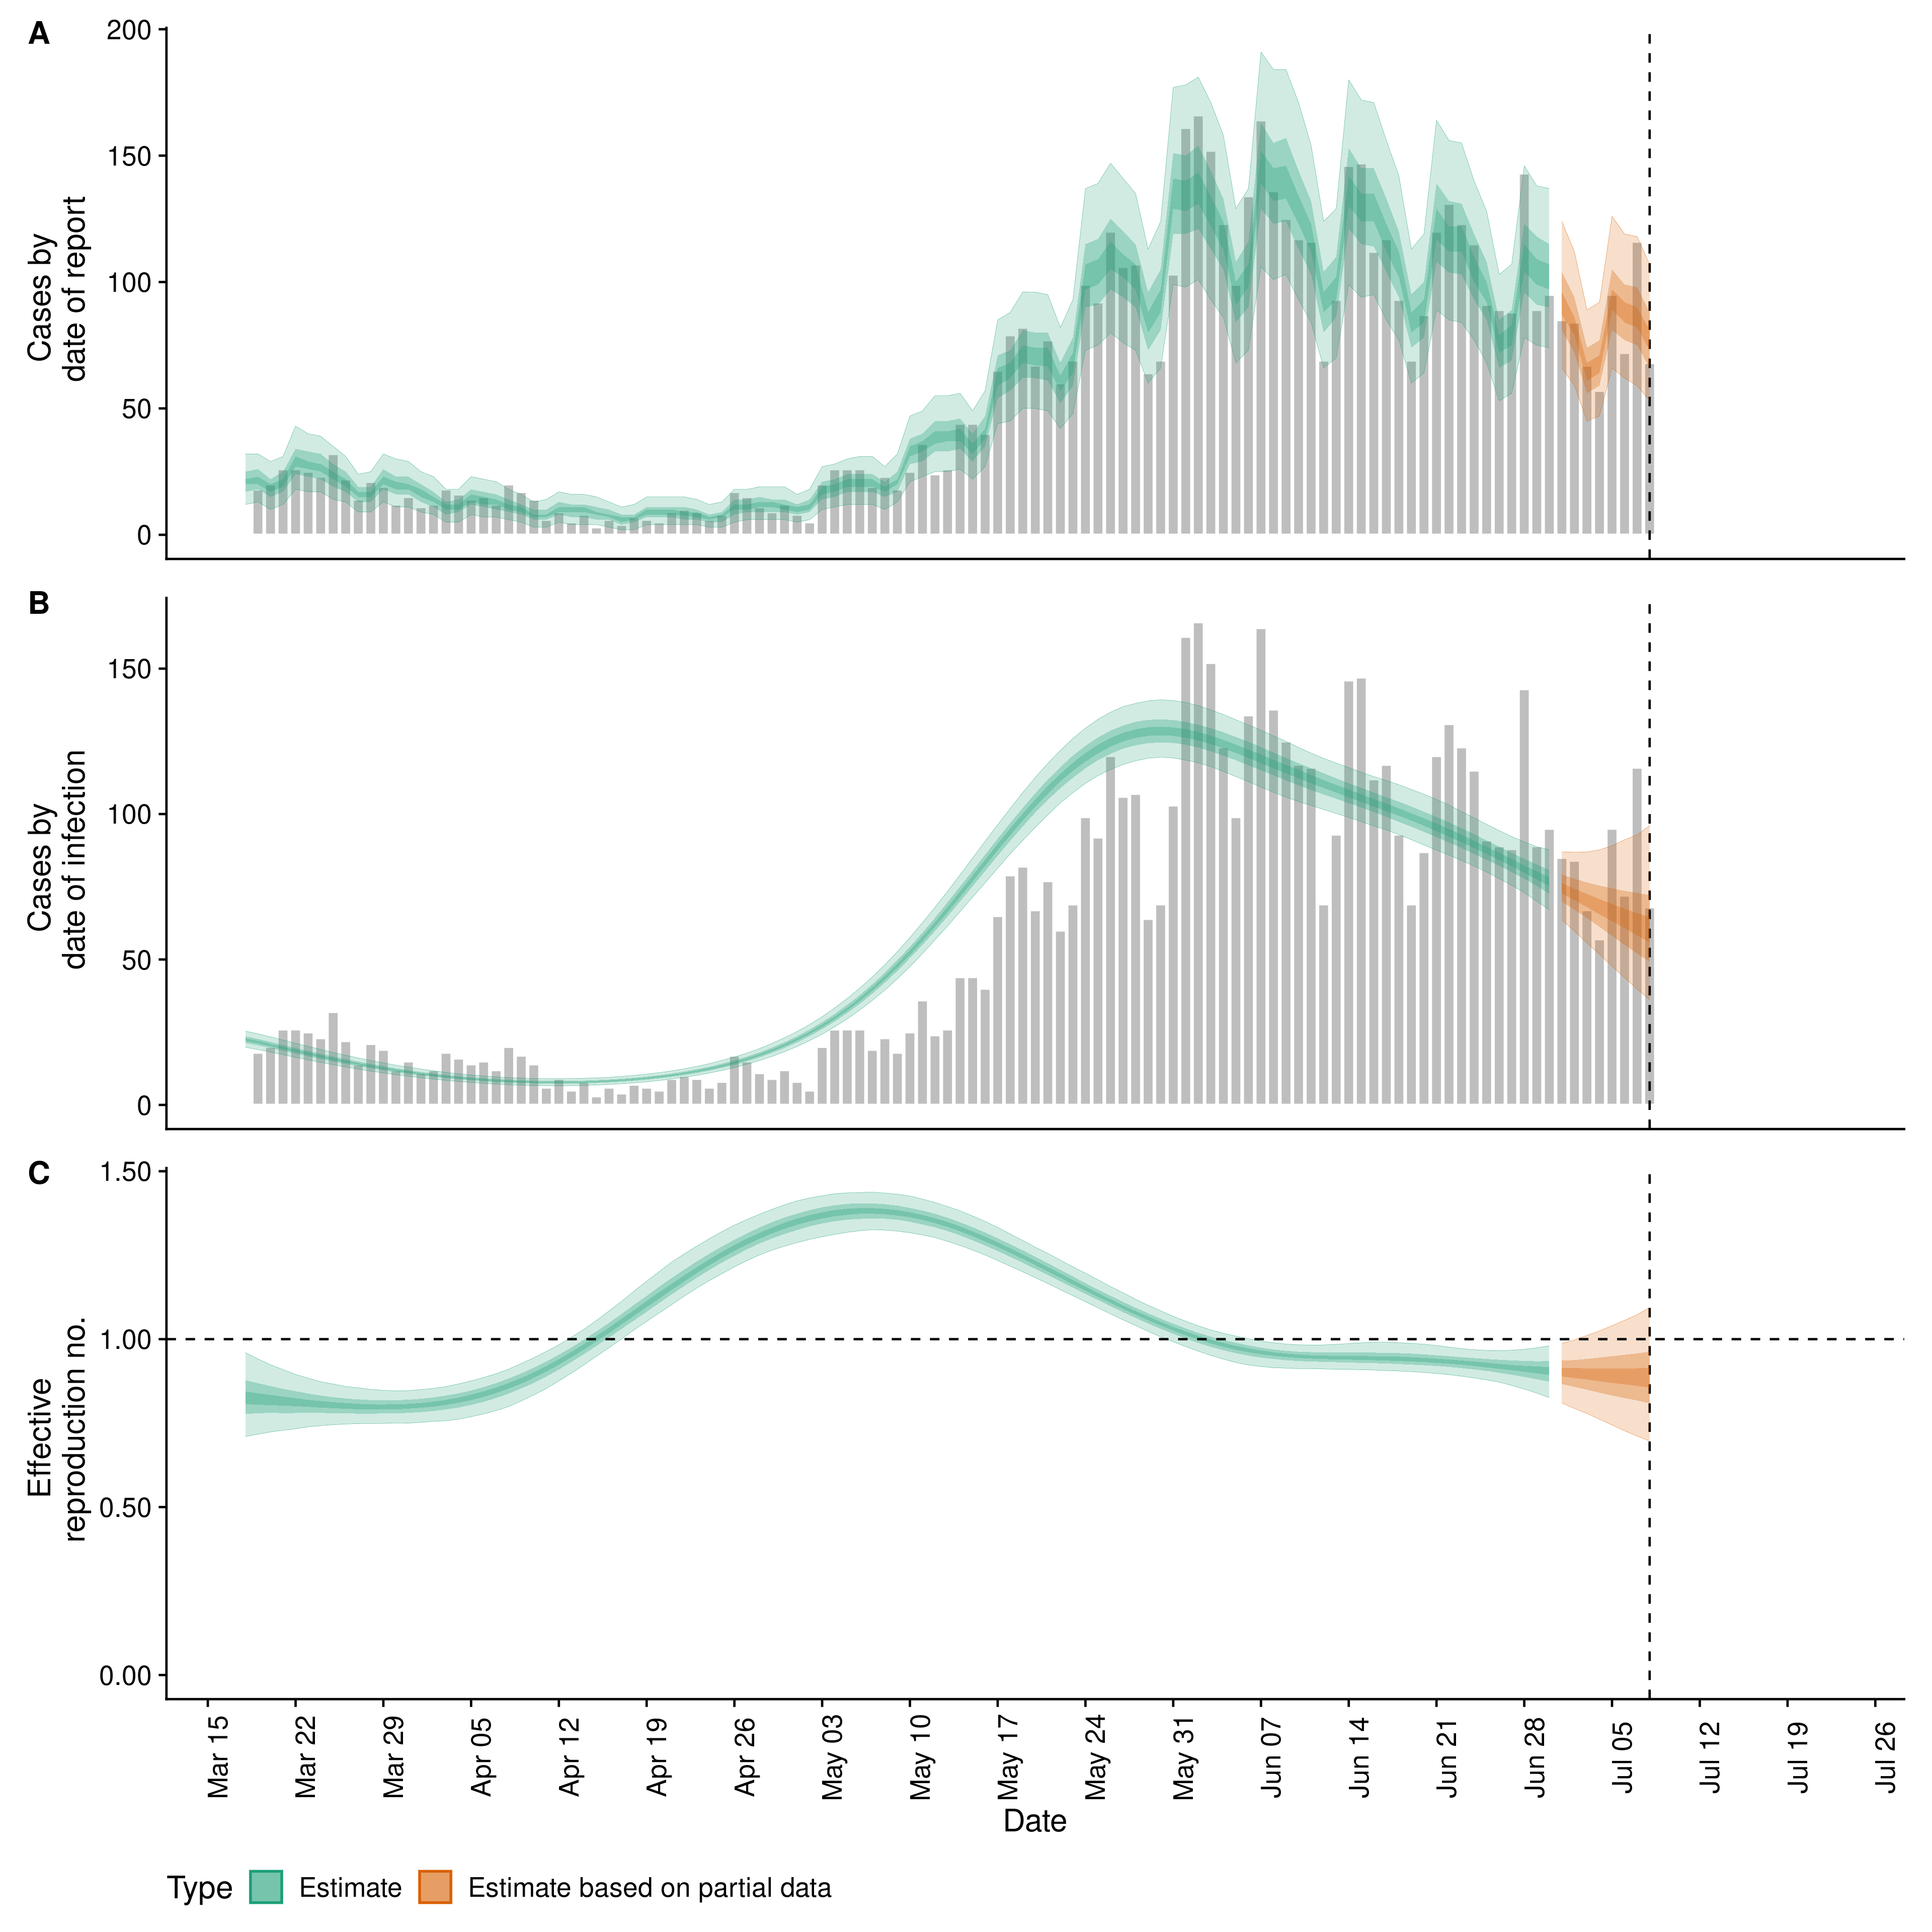 A
Cases by
date of report
200
150
100
50
0
B
Cases by
date of infection
150
100
50
0
C
Effective
reproduction no.
1.50
1.00
0.50
0.00
Mar 15
Mar 22
Mar 29
Apr 05
Apr 12
Apr 19
Apr 26
May 03
May 10
May 17
May 24
May 31
Jun 07
Jun 14
Jun 21
Jun 28
Jul 05
Jul 12
Jul 19
Jul 26
Date
Type Estimate Estimate based on partial data